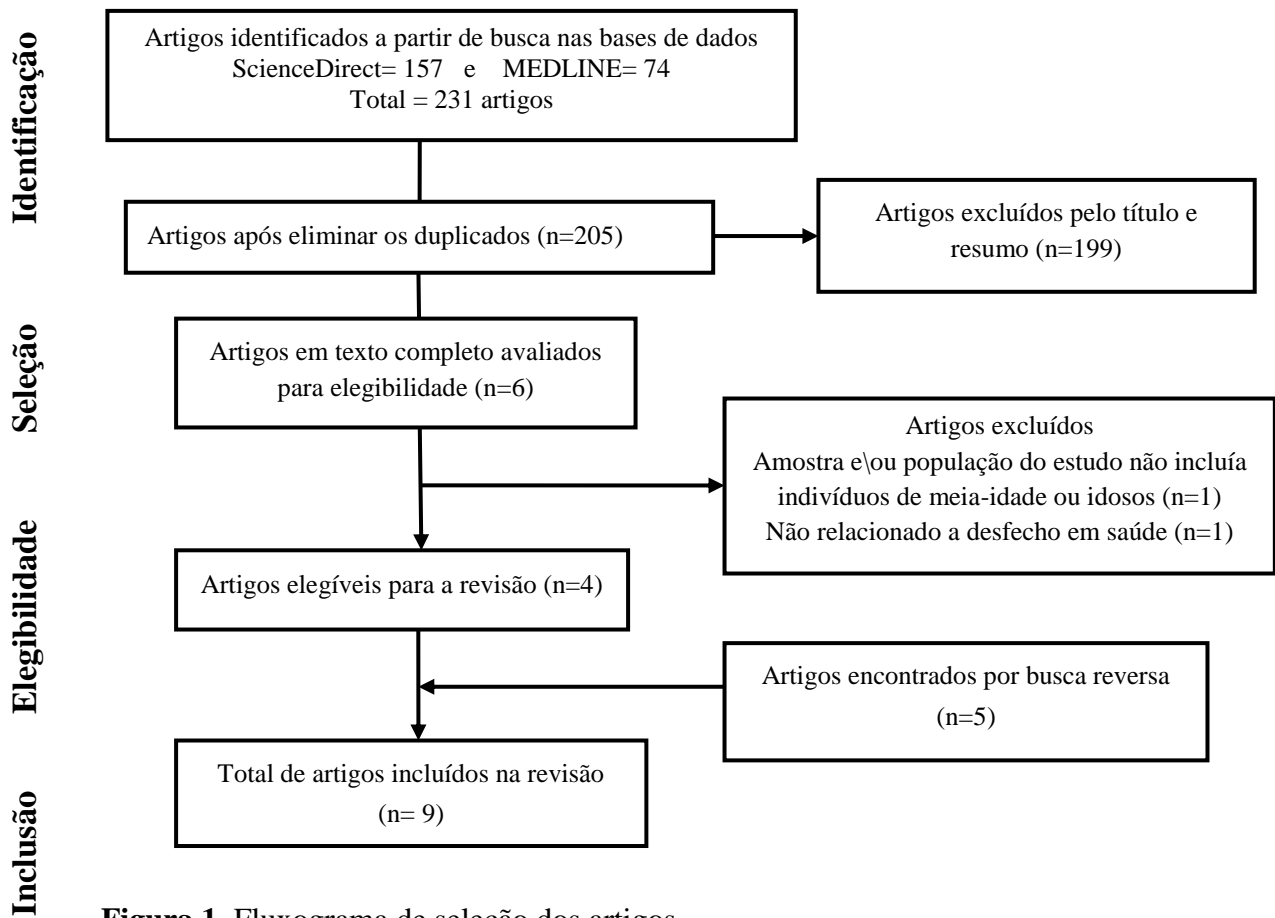 Identificação
Artigos identificados a partir de busca nas bases de dados
ScienceDirect= 157 e MEDLINE= 74
Total = 231 artigos
Artigos após eliminar os duplicados (n=205)
Artigos excluídos pelo título e
resumo (n=199)
Seleção
Artigos em texto completo avaliados
para elegibilidade (n=6)
Artigos excluídos
Amostra e\ou população do estudo não incluía
indivíduos de meia-idade ou idosos (n=1)
Não relacionado a desfecho em saúde (n=1)
Elegibilidade
Artigos elegíveis para a revisão (n=4)
Artigos encontrados por busca reversa
(n=5)
Inclusão
Total de artigos incluídos na revisão
(n= 9)
Figura 1. Fluxograma de seleção dos artigos